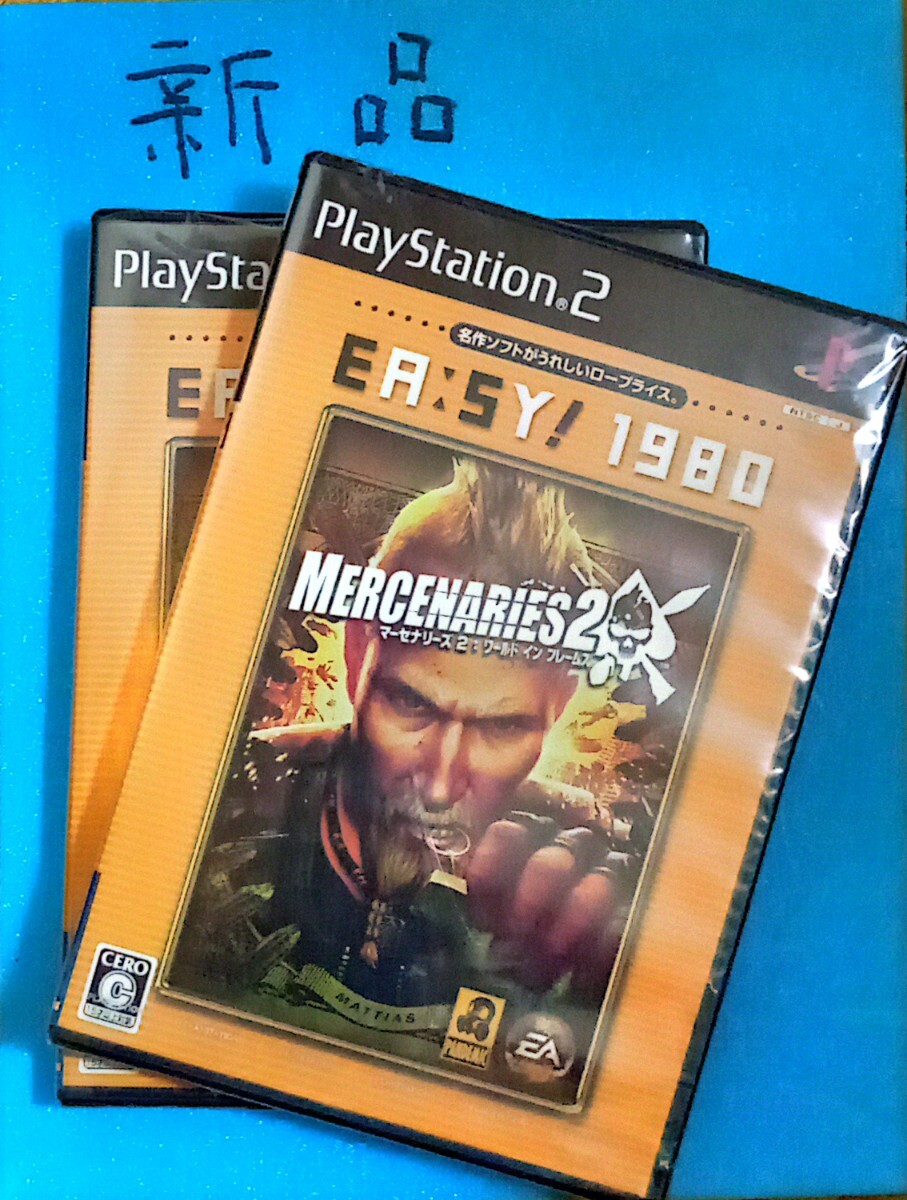 新品
PlayStation®2
PlaySta
名作ソフトがうれしいロープライス。
EA:SY! 1980
EA
NTSC J
MERCENARIES 2
マーセナリーズ 2：ワールド イン フレームス
MATTIAS
CERO
C
PANDEMIC
EA